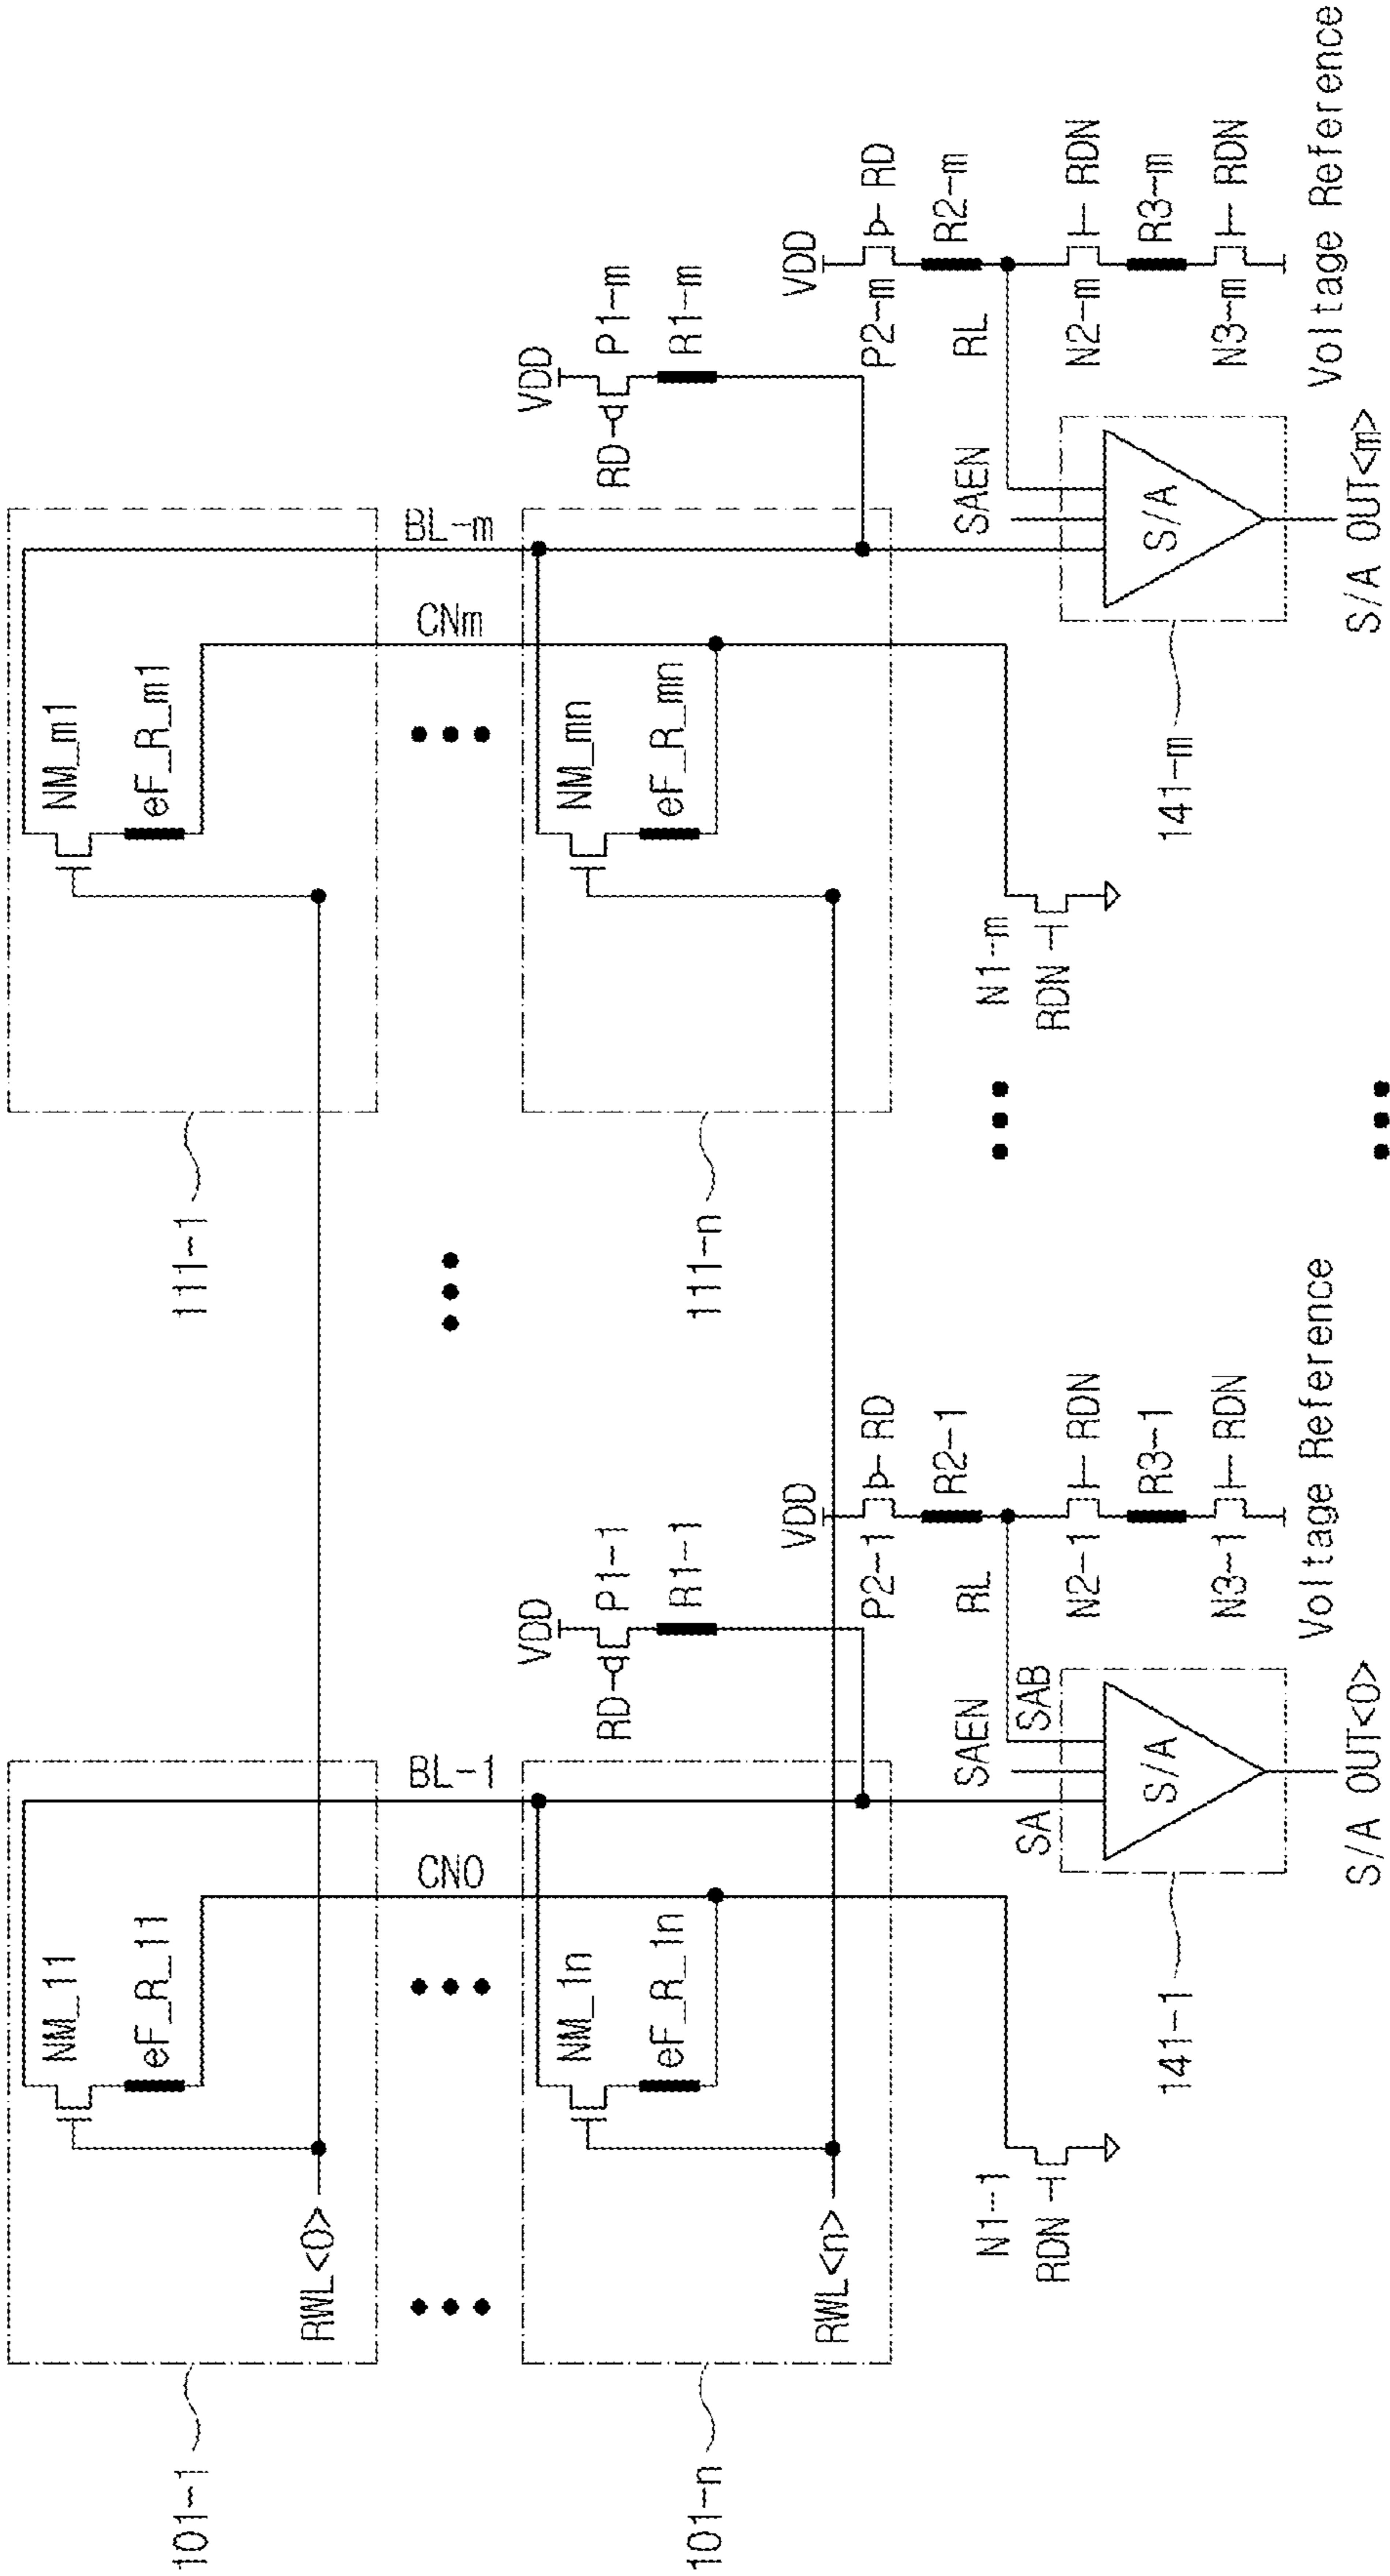 101-1
RWL<0>
NM_11
eF_R_11
CN0
BL-1
111-1
NM_m1
eF_R_m1
CNm
BL-m
101-n
RWL<n>
NM_1n
eF_R_1n
VDD
RD
P1-1
R1-1
111-n
NM_mn
eF_R_mn
VDD
RD
P1-m
R1-m
N1-1
RDN
SA
SAEN
SAB
RL
VDD
P2-1
RD
R2-1
N2-1
RDN
R3-1
N3-1
RDN
Voltage Reference
141-1
S/A
S/A OUT<0>
N1-m
RDN
SAEN
RL
VDD
P2-m
RD
R2-m
N2-m
RDN
R3-m
N3-m
RDN
Voltage Reference
141-m
S/A
S/A OUT<m>